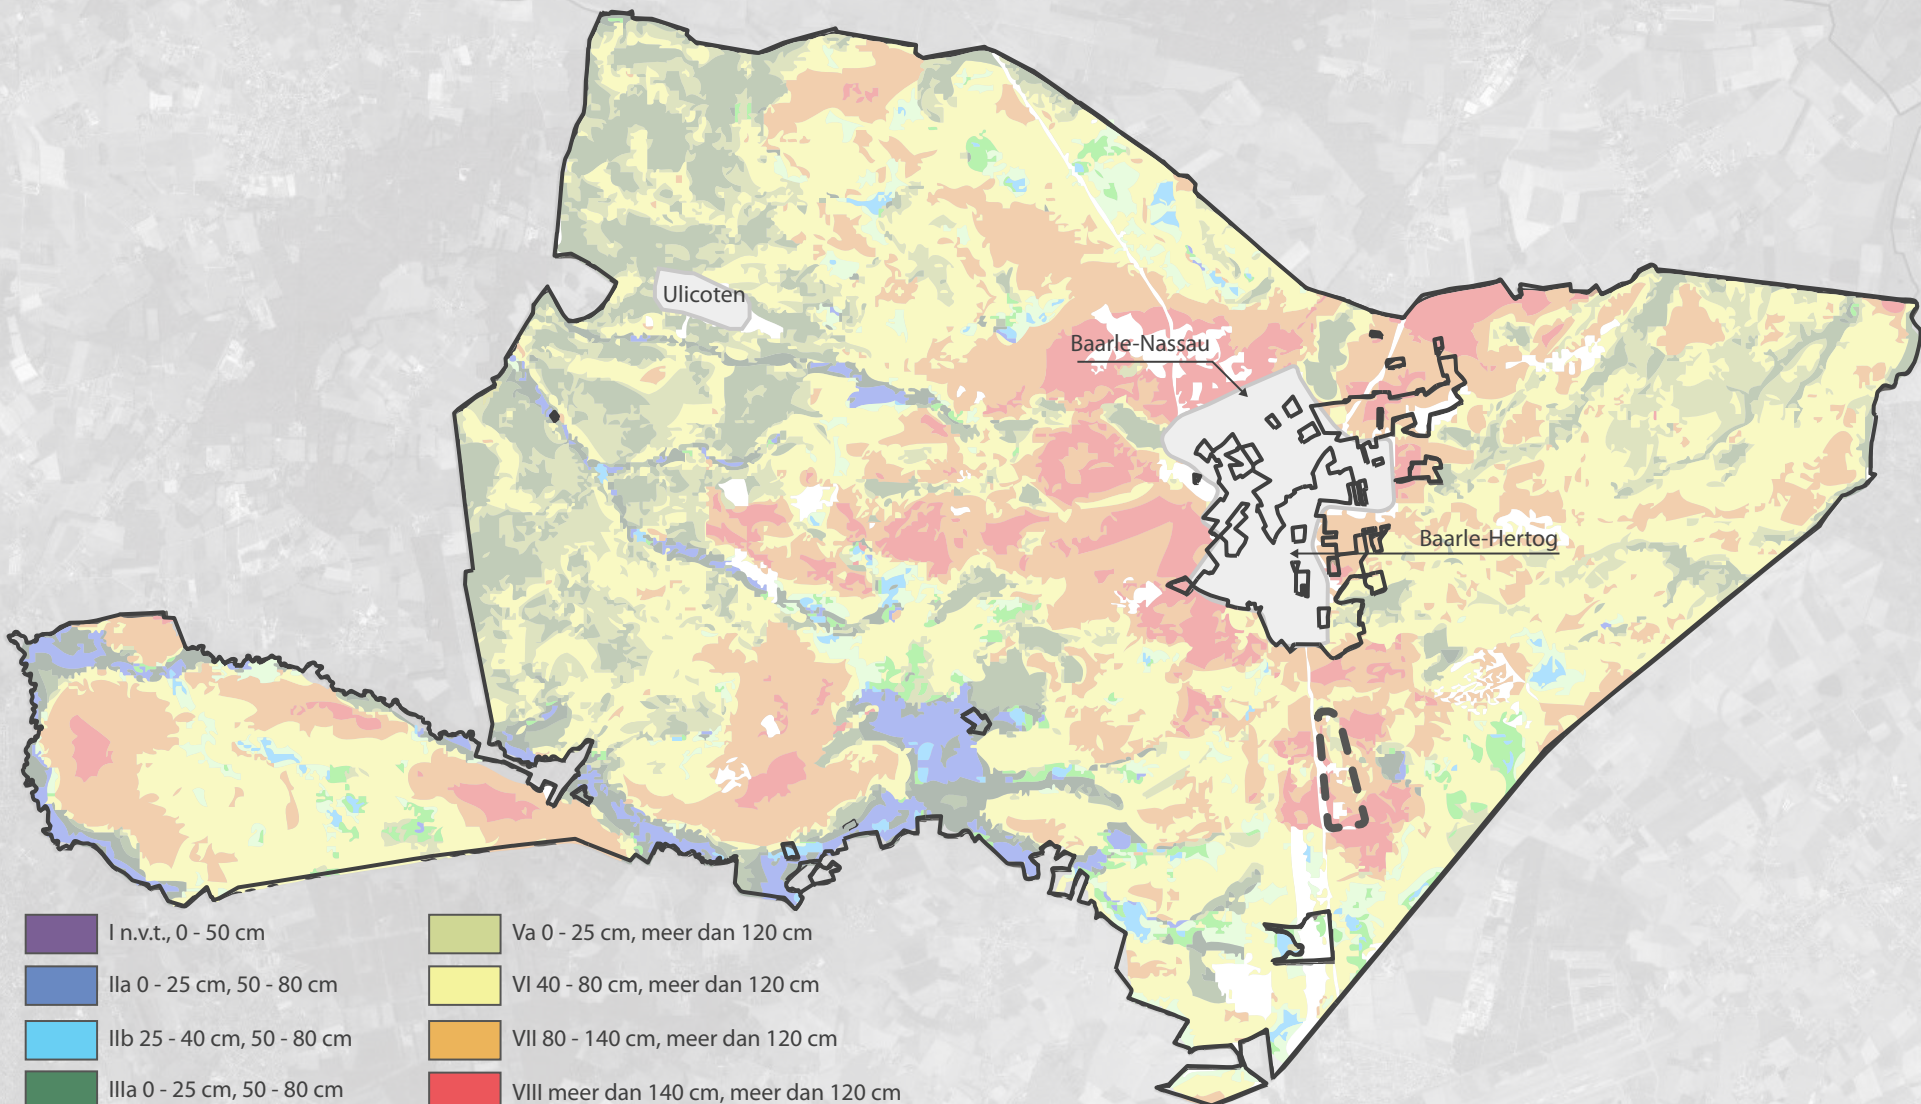 Ulicoten
Baarle-Nassau
Baarle-Hertog
I n.v.t., 0 - 50 cm
IIa 0 - 25 cm, 50 - 80 cm
IIb 25 - 40 cm, 50 - 80 cm
IIIa 0 - 25 cm, 50 - 80 cm
Va 0 - 25 cm, meer dan 120 cm
VI 40 - 80 cm, meer dan 120 cm
VII 80 - 140 cm, meer dan 120 cm
VIII meer dan 140 cm, meer dan 120 cm